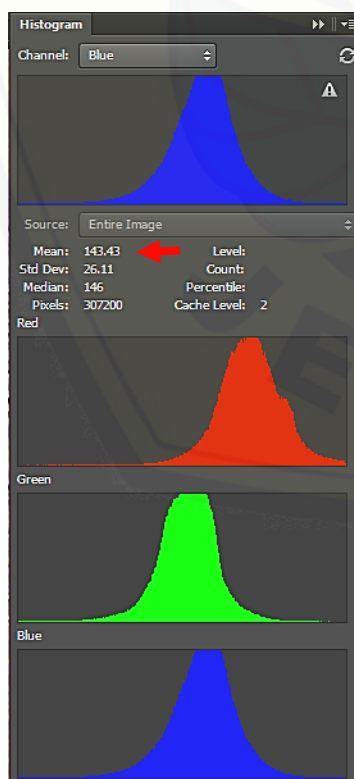 Histogram
Channel: Blue
Source: Entire Image
Mean: 143.43 Level:
Std Dev: 26.11 Count:
Median: 146 Percentile:
Pixels: 307200 Cache Level: 2
Red
Green
Blue